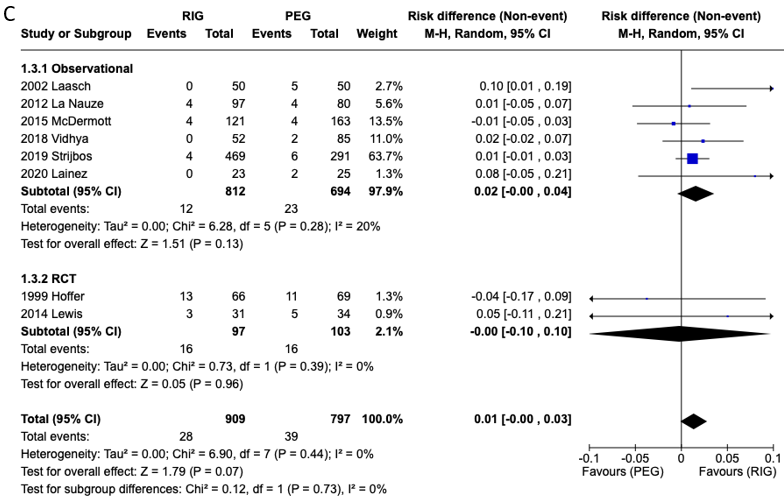 C
RIG PEG Risk difference (Non-event) Risk difference (Non-event)
Study or Subgroup Events Total Events Total Weight M-H, Random, 95% CI M-H, Random, 95% CI
1.3.1 Observational
2002 Laasch 0 50 5 50 2.7% 0.10 [0.01 , 0.19]
2012 La Nauze 4 97 4 80 5.6% 0.01 [-0.05 , 0.07]
2015 McDermott 4 121 4 163 13.5% -0.01 [-0.05 , 0.03]
2018 Vidhya 0 52 2 85 11.0% 0.02 [-0.02 , 0.07]
2019 Strijbos 4 469 6 291 63.7% 0.01 [-0.01 , 0.03]
2020 Lainez 0 23 2 25 1.3% 0.08 [-0.05 , 0.21]
Subtotal (95% CI) 812 694 97.9% 0.02 [-0.00 , 0.04]
Total events: 12 23
Heterogeneity: Tau² = 0.00; Chi² = 6.28, df = 5 (P = 0.28); I² = 20%
Test for overall effect: Z = 1.51 (P = 0.13)
1.3.2 RCT
1999 Hoffer 13 66 11 69 1.3% -0.04 [-0.17 , 0.09]
2014 Lewis 3 31 5 34 0.9% 0.05 [-0.11 , 0.21]
Subtotal (95% CI) 97 103 2.1% -0.00 [-0.10 , 0.10]
Total events: 16 16
Heterogeneity: Tau² = 0.00; Chi² = 0.73, df = 1 (P = 0.39); I² = 0%
Test for overall effect: Z = 0.05 (P = 0.96)
Total (95% CI) 909 797 100.0% 0.01 [-0.00 , 0.03]
Total events: 28 39
Heterogeneity: Tau² = 0.00; Chi² = 6.90, df = 7 (P = 0.44); I² = 0%
Test for overall effect: Z = 1.79 (P = 0.07)
Test for subgroup differences: Chi² = 0.12, df = 1 (P = 0.73), I² = 0%
-0.1 -0.05 0 0.05 0.1
Favours (PEG) Favours (RIG)